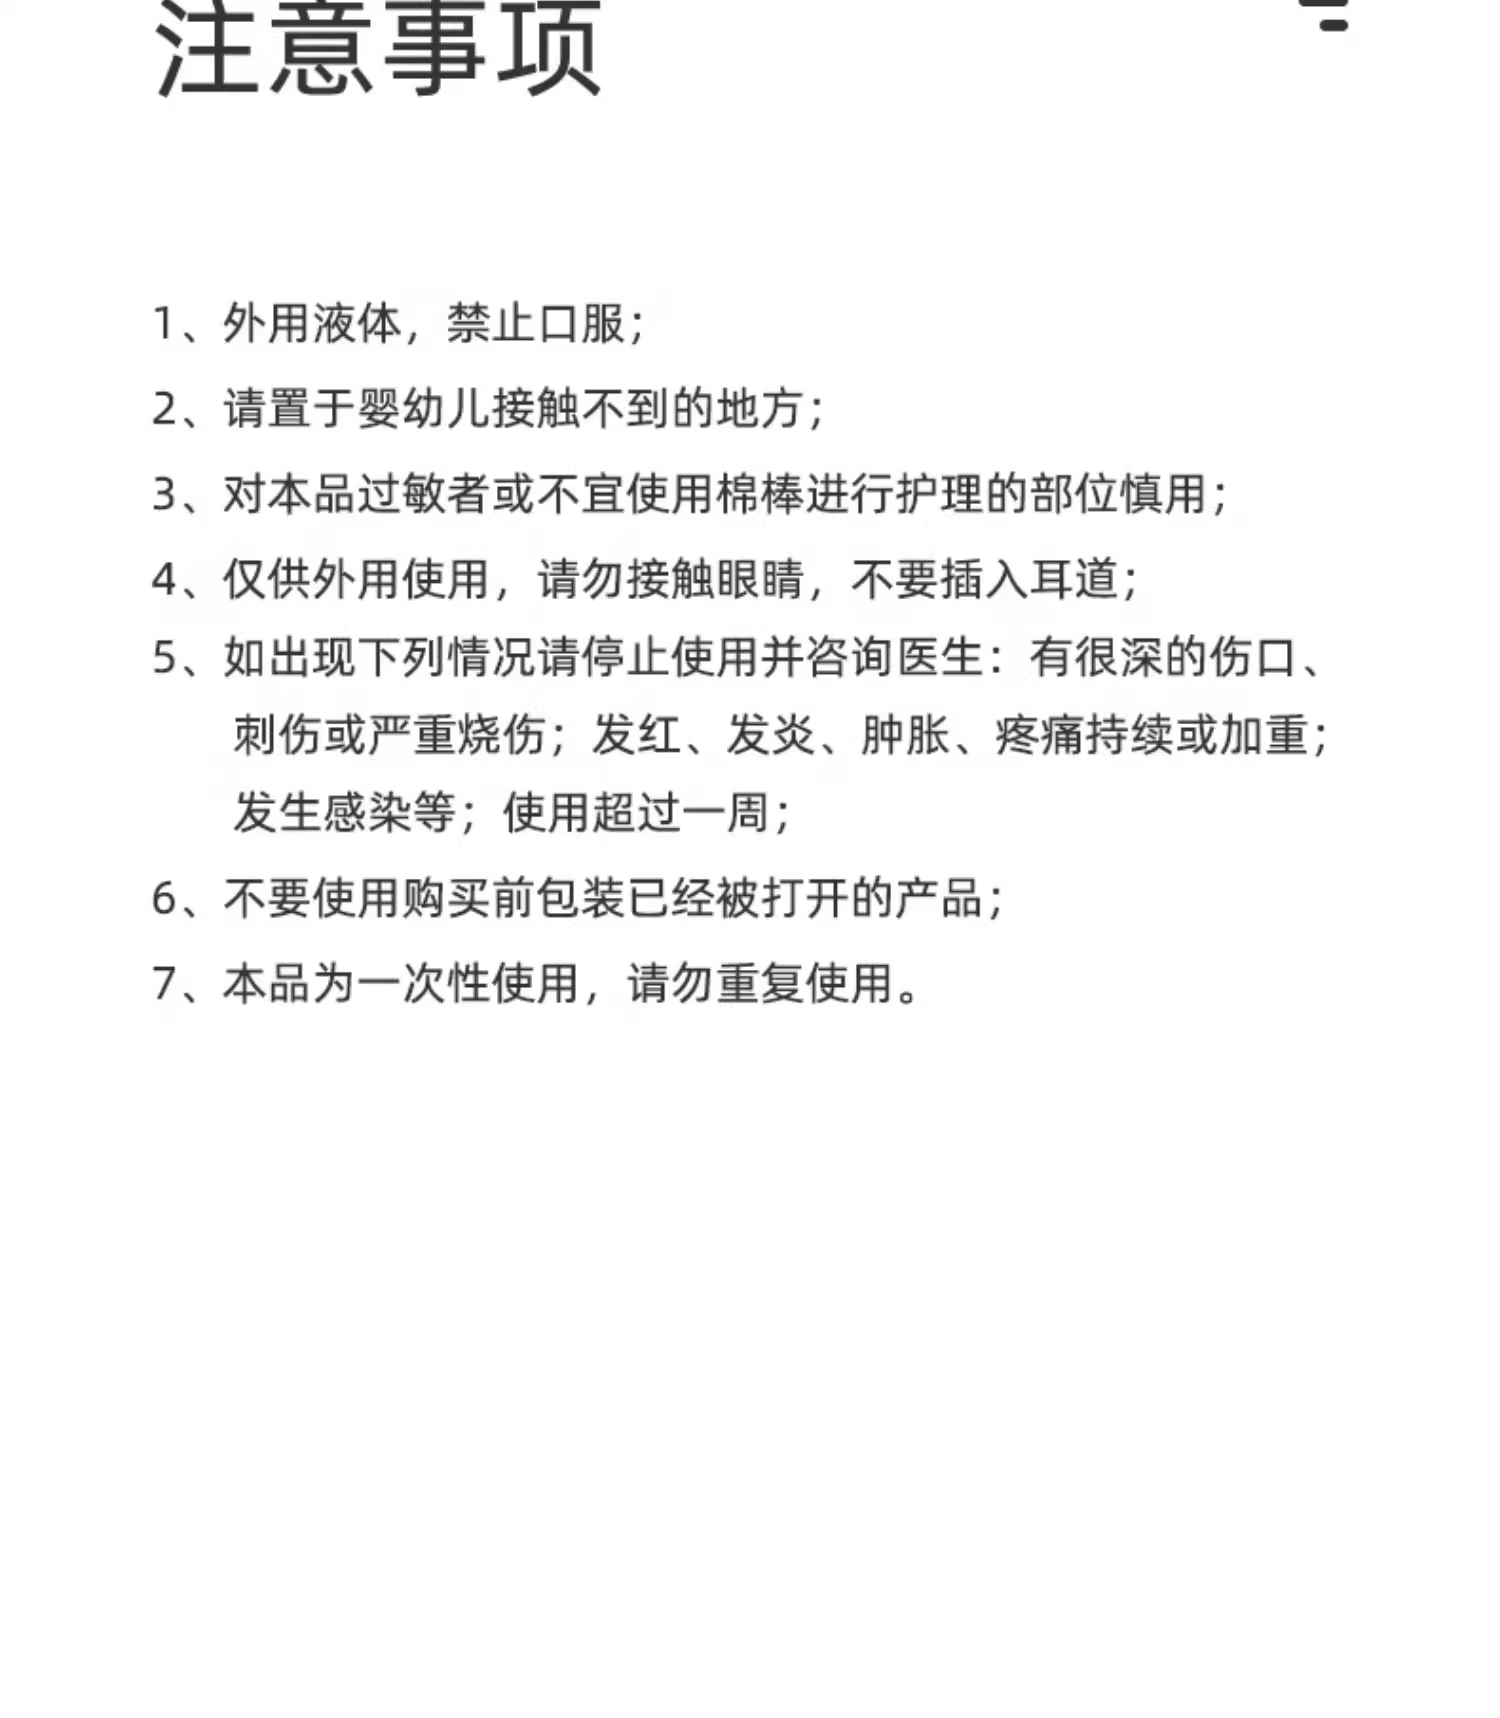 注意事项
1、外用液体，禁止口服；
2、请置于婴幼儿接触不到的地方；
3、对本品过敏者或不宜使用棉棒进行护理的部位慎用；
4、仅供外用使用，请勿接触眼睛，不要插入耳道；
5、如出现下列情况请停止使用并咨询医生：有很深的伤口、
刺伤或严重烧伤；发红、发炎、肿胀、疼痛持续或加重；
发生感染等；使用超过一周；
6、不要使用购买前包装已经被打开的产品；
7、本品为一次性使用，请勿重复使用。